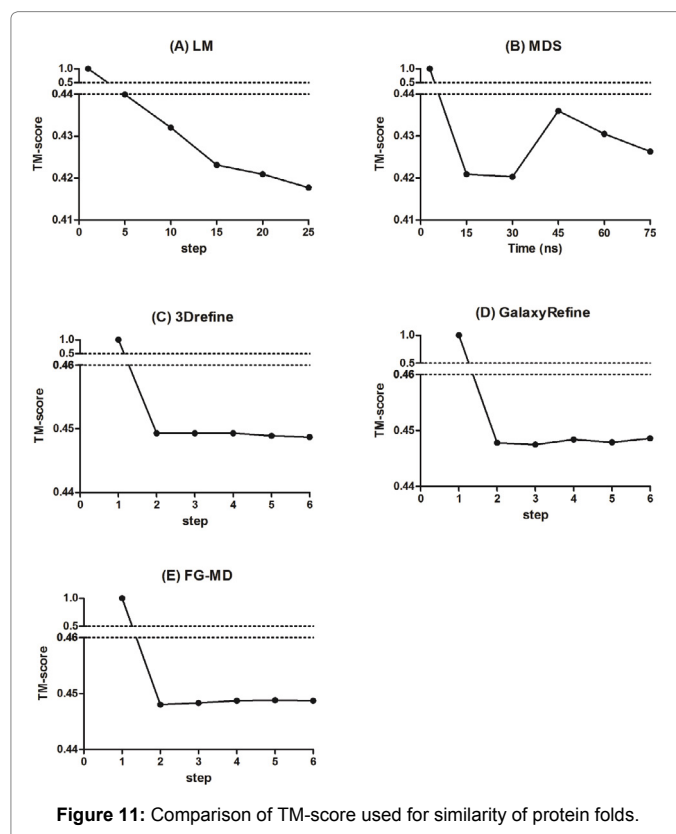 (A) LM
1.0
0.5
0.44
0.43
0.42
0.41
TM-score
0 5 10 15 20 25
step
(B) MDS
1.0
0.5
0.44
0.43
0.42
0.41
TM-score
0 15 30 45 60 75
Time (ns)
(C) 3Drefine
1.0
0.5
0.46
0.45
0.44
TM-score
0 1 2 3 4 5 6
step
(D) GalaxyRefine
1.0
0.5
0.46
0.45
0.44
TM-score
0 1 2 3 4 5 6
step
(E) FG-MD
1.0
0.5
0.46
0.45
0.44
TM-score
0 1 2 3 4 5 6
step
Figure 11: Comparison of TM-score used for similarity of protein folds.